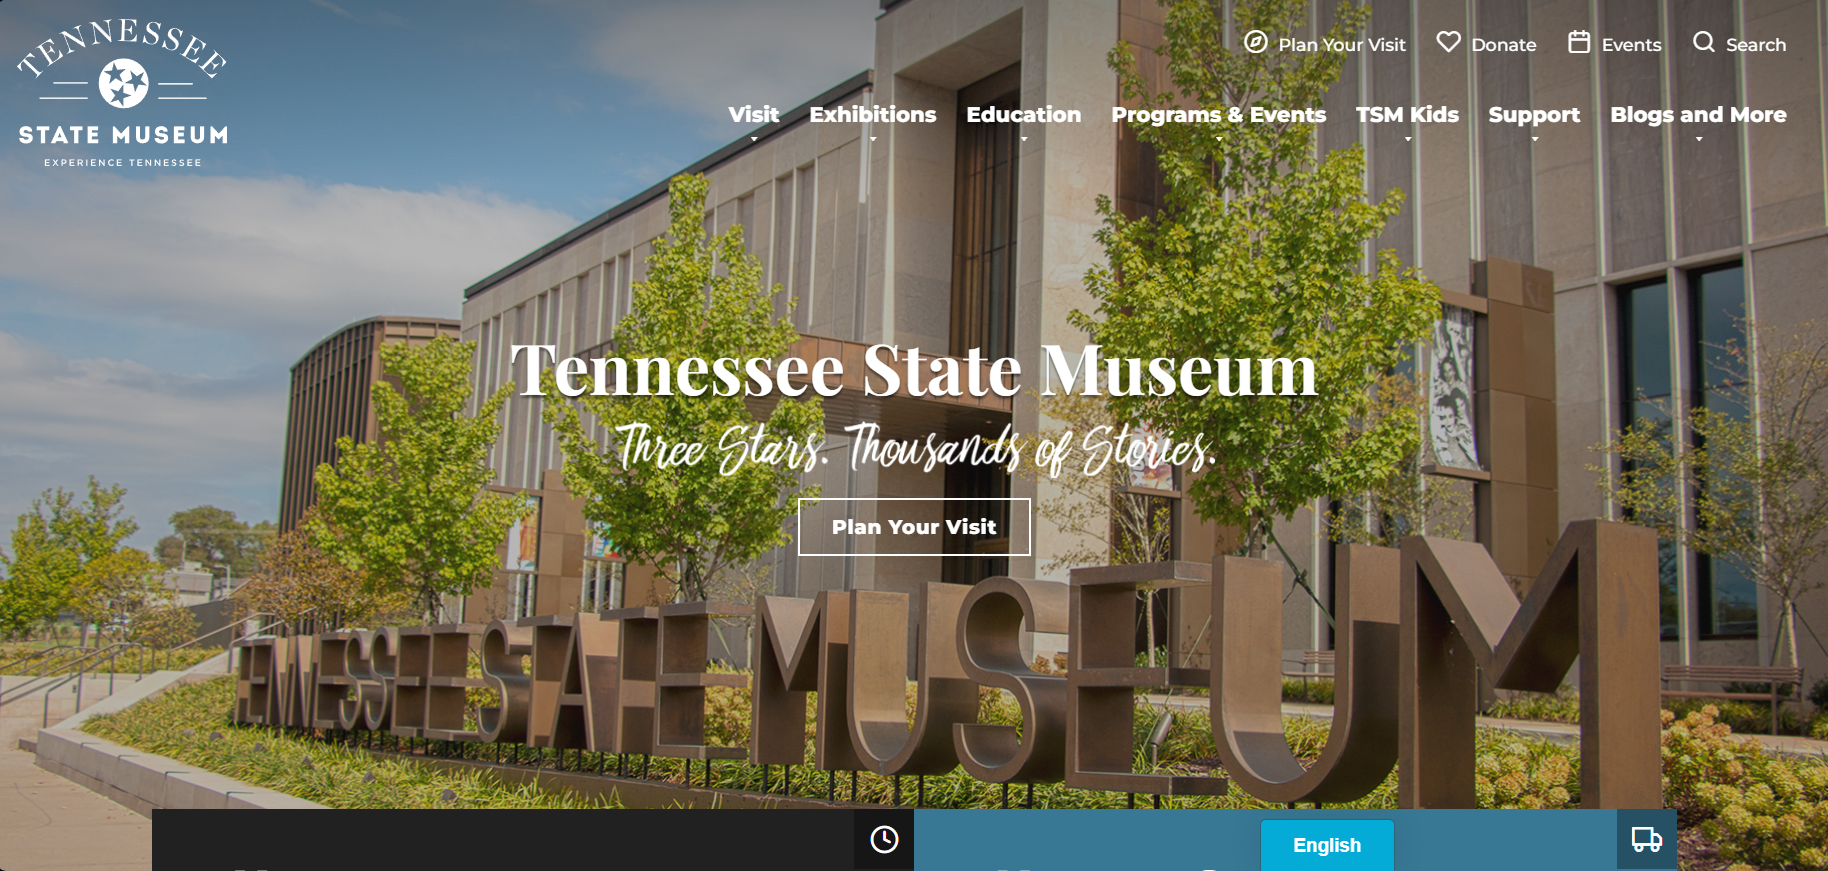 TENNESSEE
STATE MUSEUM
EXPERIENCE TENNESSEE
Plan Your Visit
Donate
Events
Search
Visit
Exhibitions
Education
Programs & Events
TSM Kids
Support
Blogs and More
Tennessee State Museum
Three Stars. Thousands of Stories.
Plan Your Visit
TENNESSEE STATE MUSEUM
English